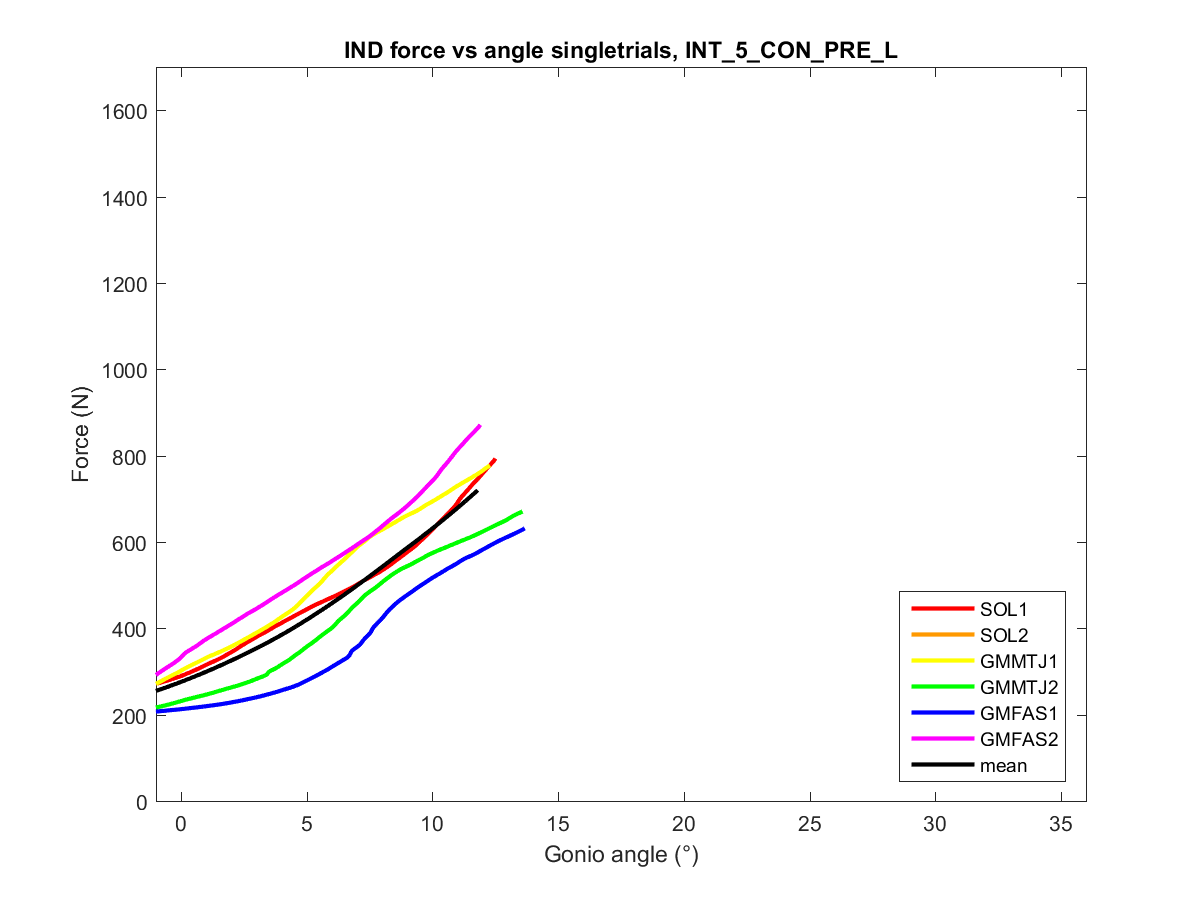 IND force vs angle singletrials, INT_5_CON_PRE_L
1600
1400
1200
1000
800
600
400
200
0
Force (N)
0 5 10 15 20 25 30 35
Gonio angle (°)
SOL1
SOL2
GMMTJ1
GMMTJ2
GMFAS1
GMFAS2
mean